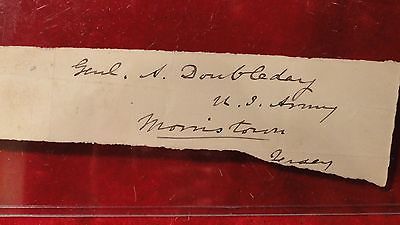 Genl. A. Doubleday
U. S. Army
Morristown
Jersey